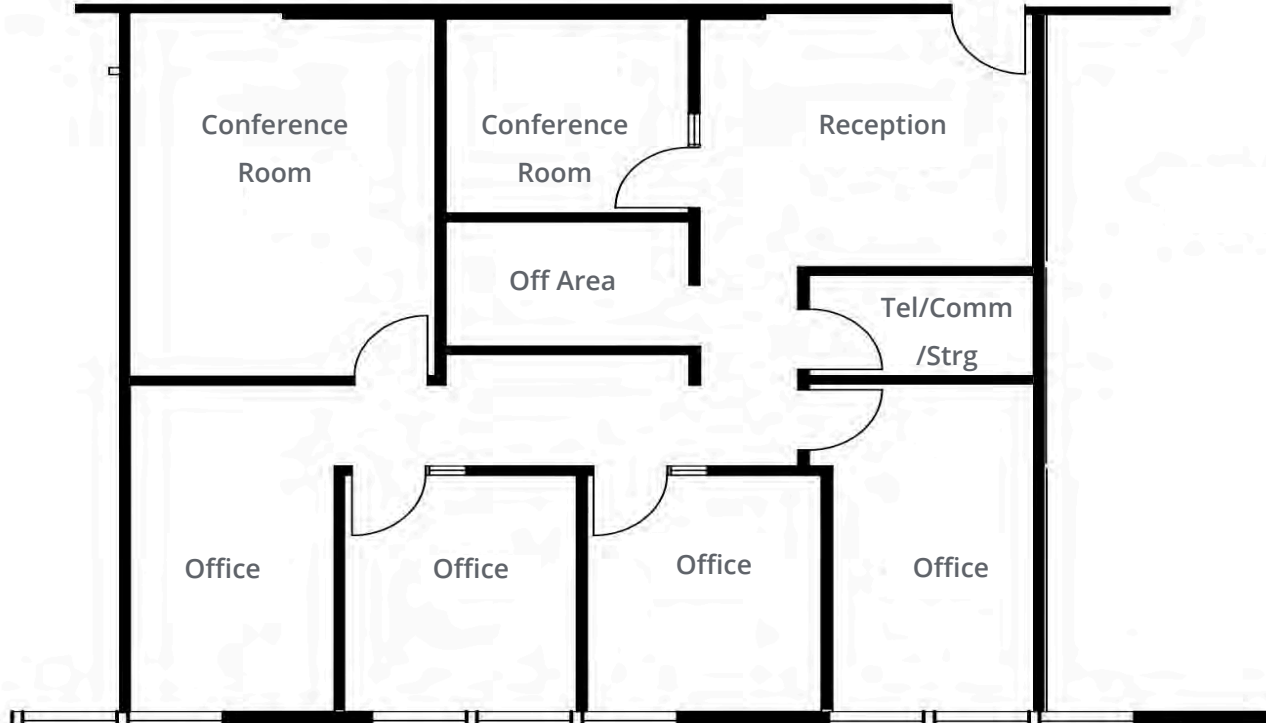 Conference
Room
Conference
Room
Reception
Off Area
Tel/Comm
/Strg
Office
Office
Office
Office